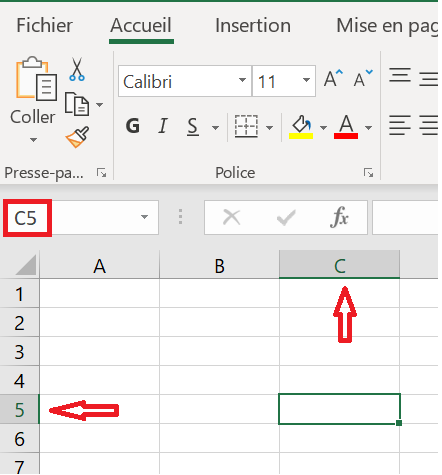 Fichier Accueil Insertion Mise en pag
Calibri 11 A A
Coller G I S A
Presse-pa... Police
C5 fx
A B C
1
2
3
4
5
6
7